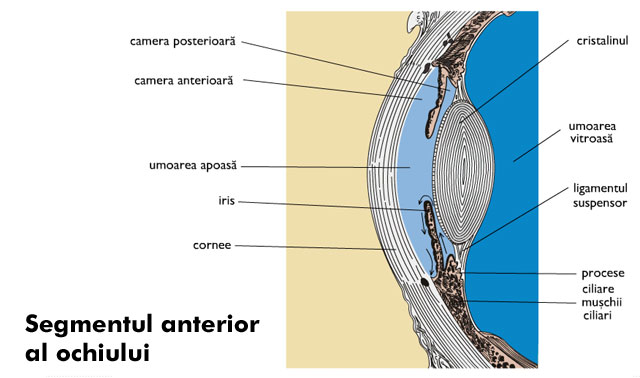 camera posterioară
camera anterioară
umoarea apoasă
iris
cornee
cristalinul
umoarea
vitroasă
ligamentul
suspensor
procese
ciliare
mușchii
ciliari
Segmentul anterior
al ochiului